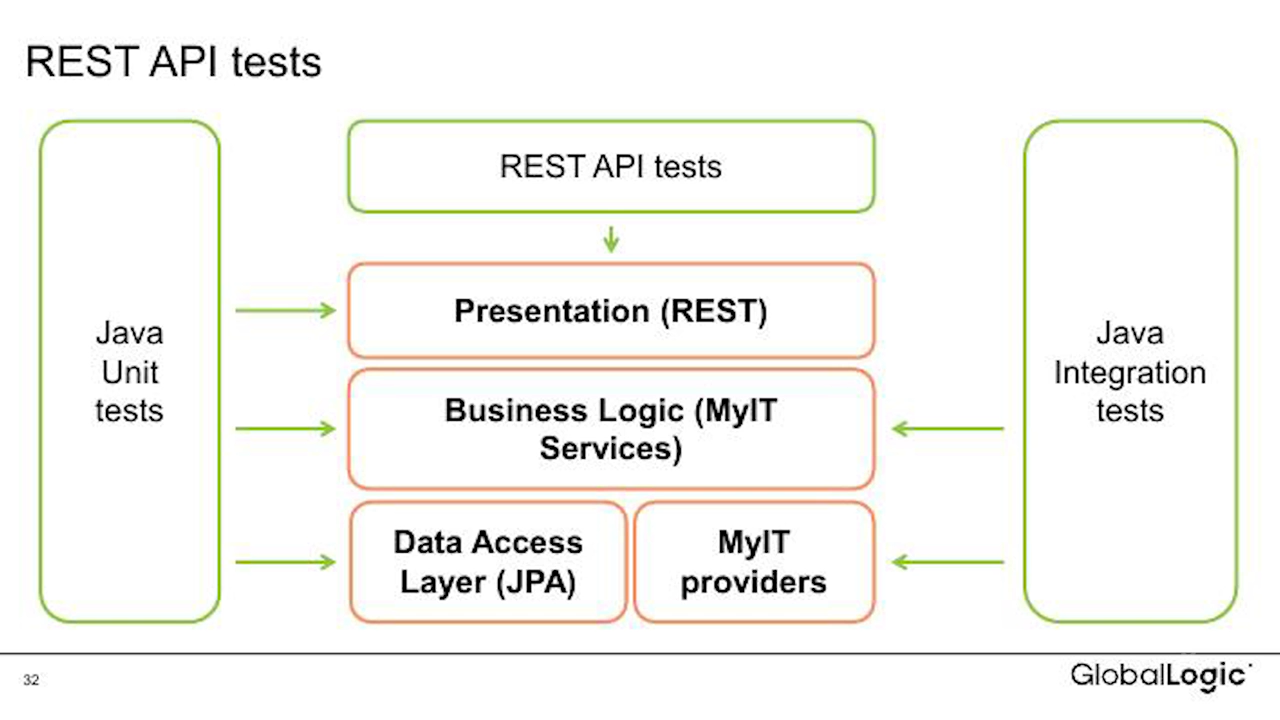 REST API tests
REST API tests
Java
Unit
tests
Presentation (REST)
Business Logic (MyIT
Services)
Data Access
Layer (JPA)
MyIT
providers
Java
Integration
tests
32
GlobalLogic